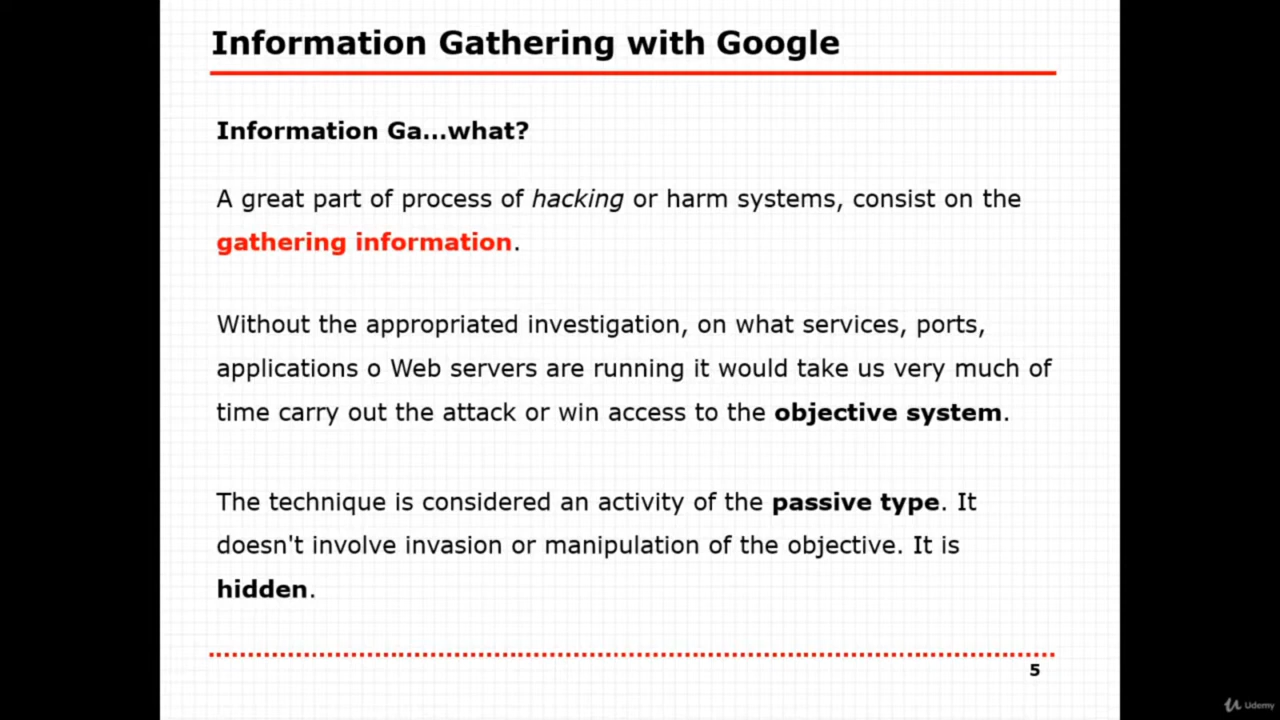 Information Gathering with Google
Information Ga...what?
A great part of process of hacking or harm systems, consist on the
gathering information.
Without the appropriated investigation, on what services, ports,
applications o Web servers are running it would take us very much of
time carry out the attack or win access to the objective system.
The technique is considered an activity of the passive type. It
doesn't involve invasion or manipulation of the objective. It is
hidden.
5
Udemy